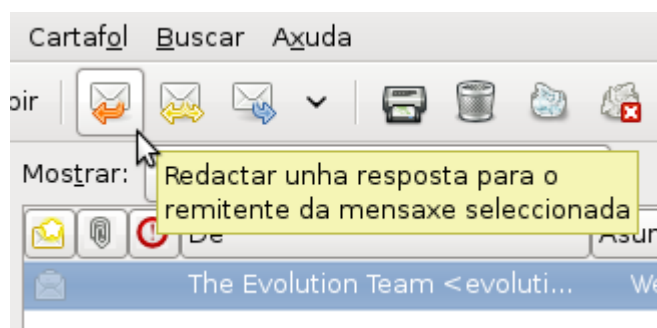 Cartafol Buscar Axuda
Mostrar:
Redactar unha resposta para o
remitente da mensaxe seleccionada
De
The Evolution Team <evoluti...